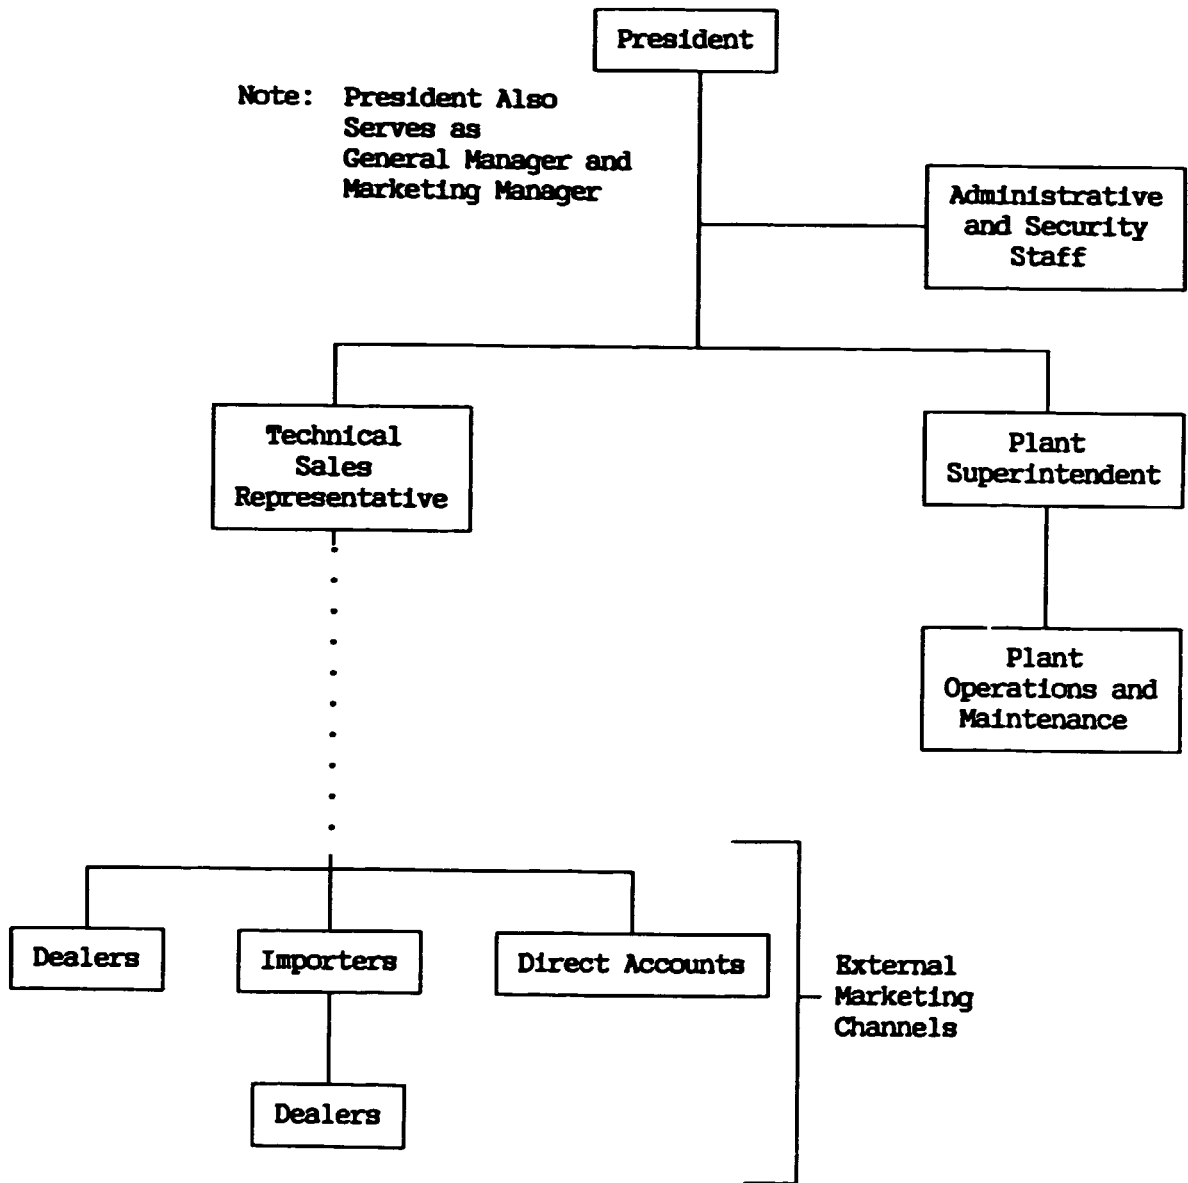 President
Note: President Also
Serves as
General Manager and
Marketing Manager
Administrative
and Security
Staff
Technical
Sales
Representative
Plant
Superintendent
Plant
Operations and
Maintenance
Dealers
Importers
Direct Accounts
External
Marketing
Channels
Dealers